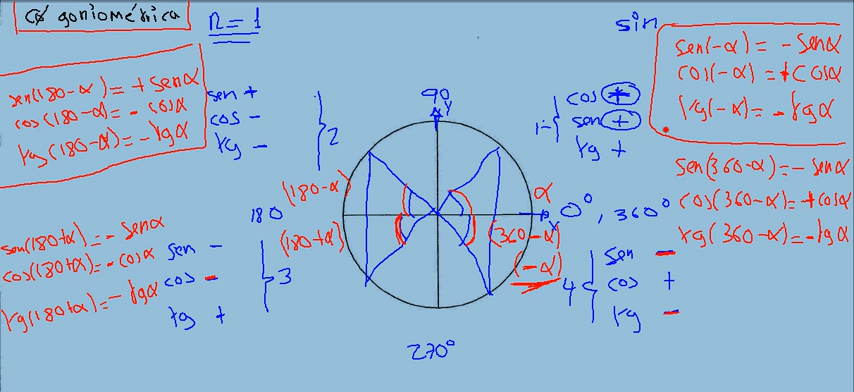 C⌀ goniométrica
r = 1
sin
sen(180-α) = + senα
cos(180-α) = - cosα
tg(180-α) = - tgα
sen +
cos -
tg -
2
90
Y
1
cos +
sen +
tg +
sen(-α) = - senα
cos(-α) = + cosα
tg(-α) = - tgα
(180-α)
180
(180+α)
α
X
0°, 360°
(360-α)
(-α)
sen(360-α) = - senα
cos(360-α) = + cosα
tg(360-α) = - tgα
sen(180+α) = - senα
cos(180+α) = - cosα
tg(180+α) = - tgα
sen -
cos -
tg +
3
4
sen -
cos +
tg -
270°